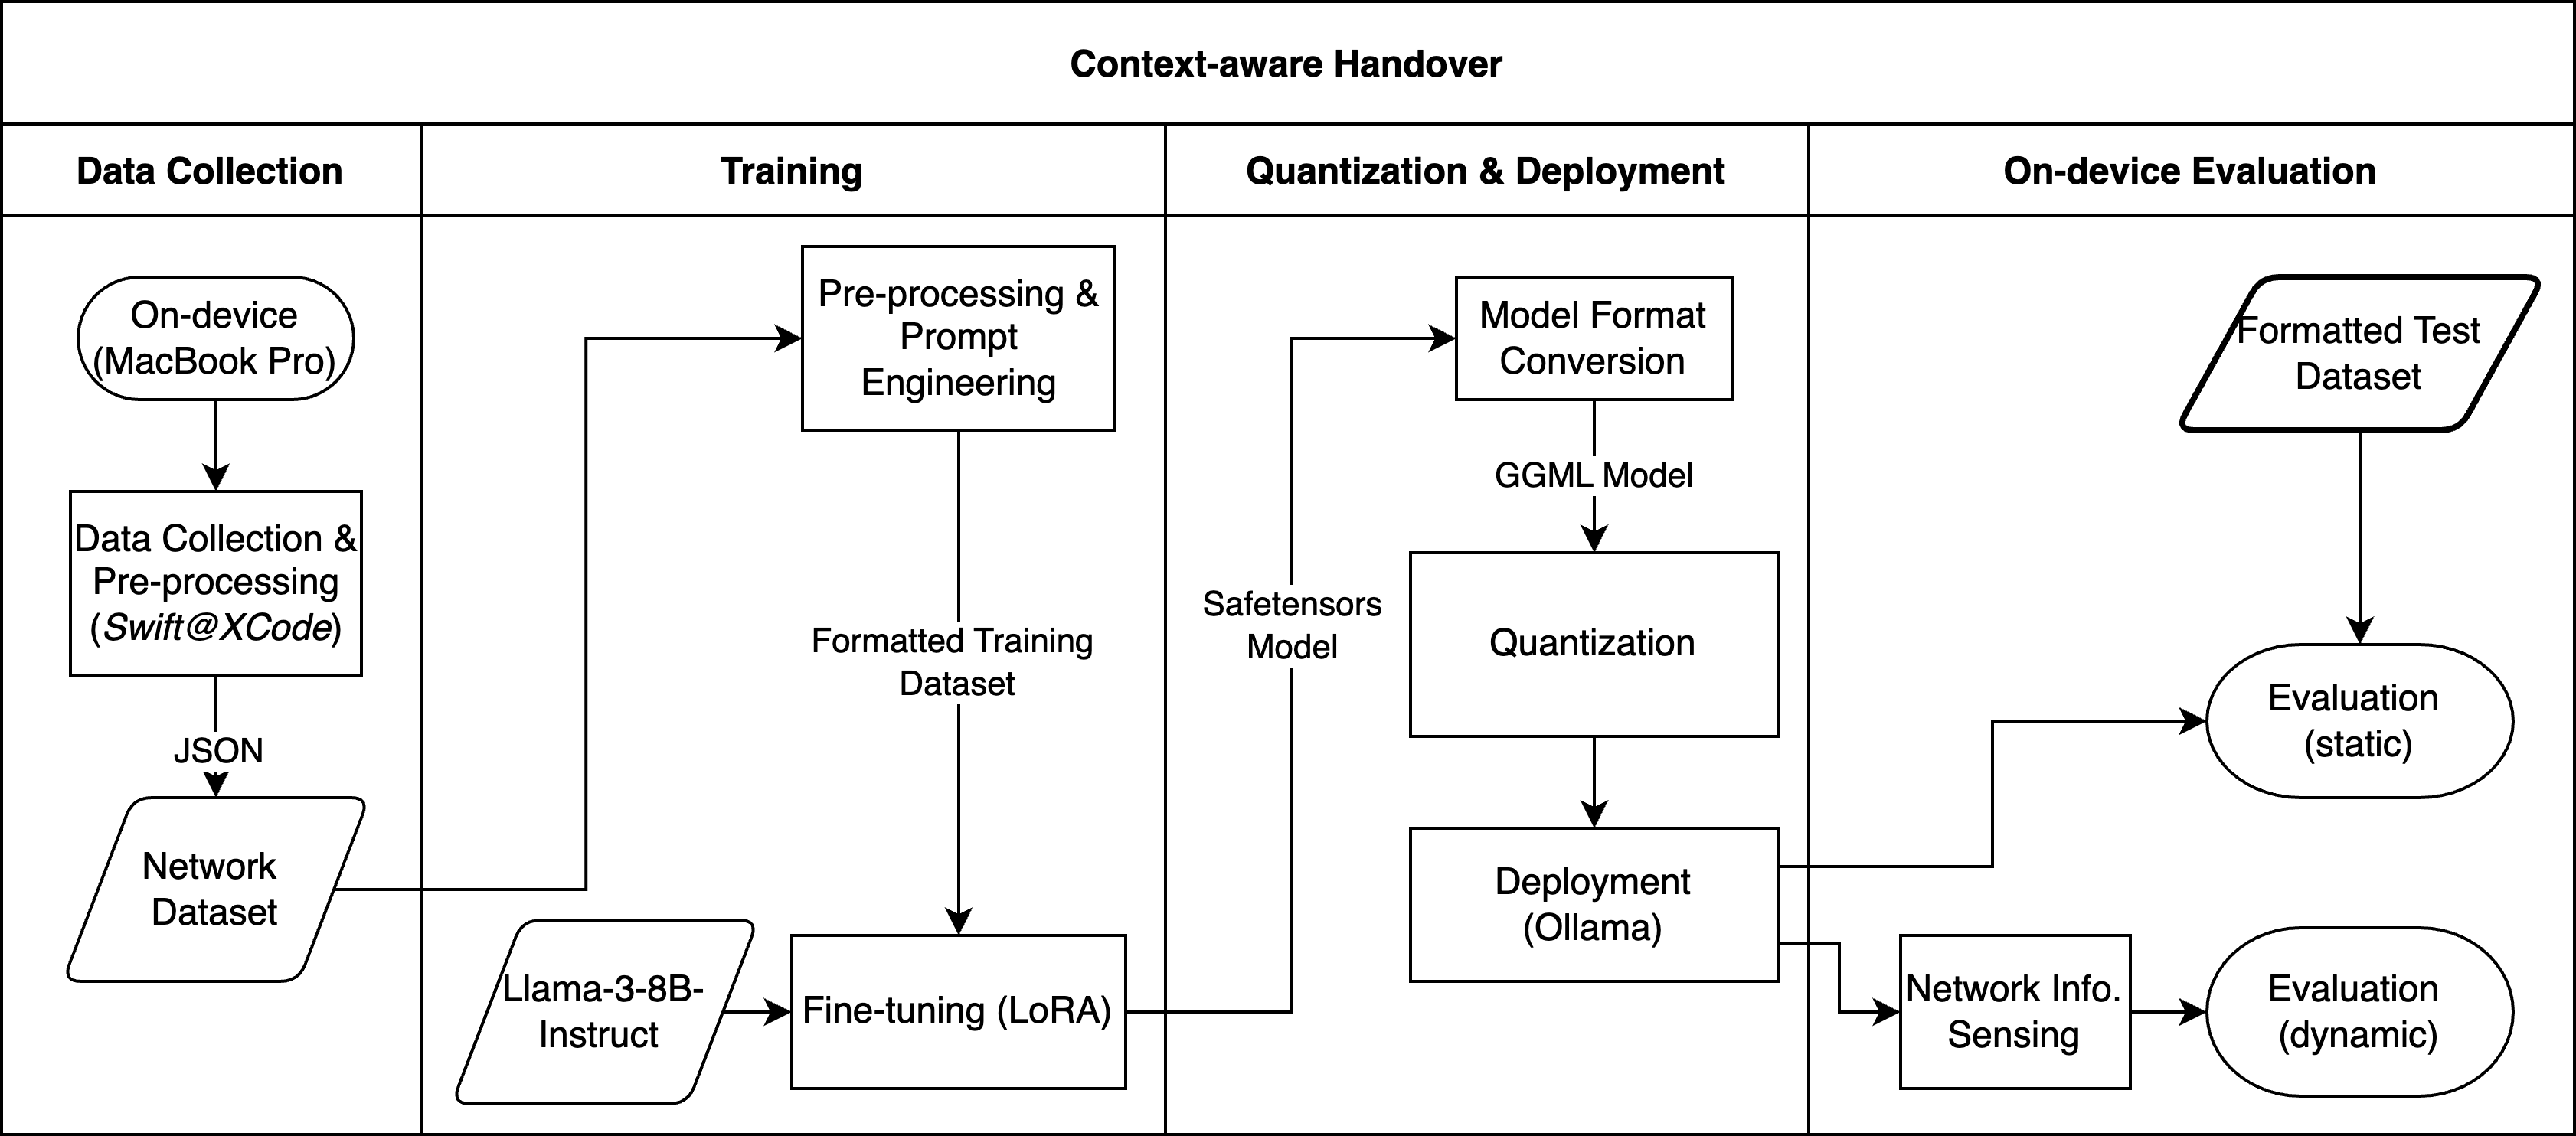 Context-aware Handover
Data Collection
Training
Quantization & Deployment
On-device Evaluation
On-device
(MacBook Pro)
Data Collection &
Pre-processing
(Swift@XCode)
JSON
Network
Dataset
Pre-processing &
Prompt
Engineering
Formatted Training
Dataset
Llama-3-8B-
Instruct
Fine-tuning (LoRA)
Safetensors
Model
Model Format
Conversion
GGML Model
Quantization
Deployment
(Ollama)
Formatted Test
Dataset
Evaluation
(static)
Network Info.
Sensing
Evaluation
(dynamic)